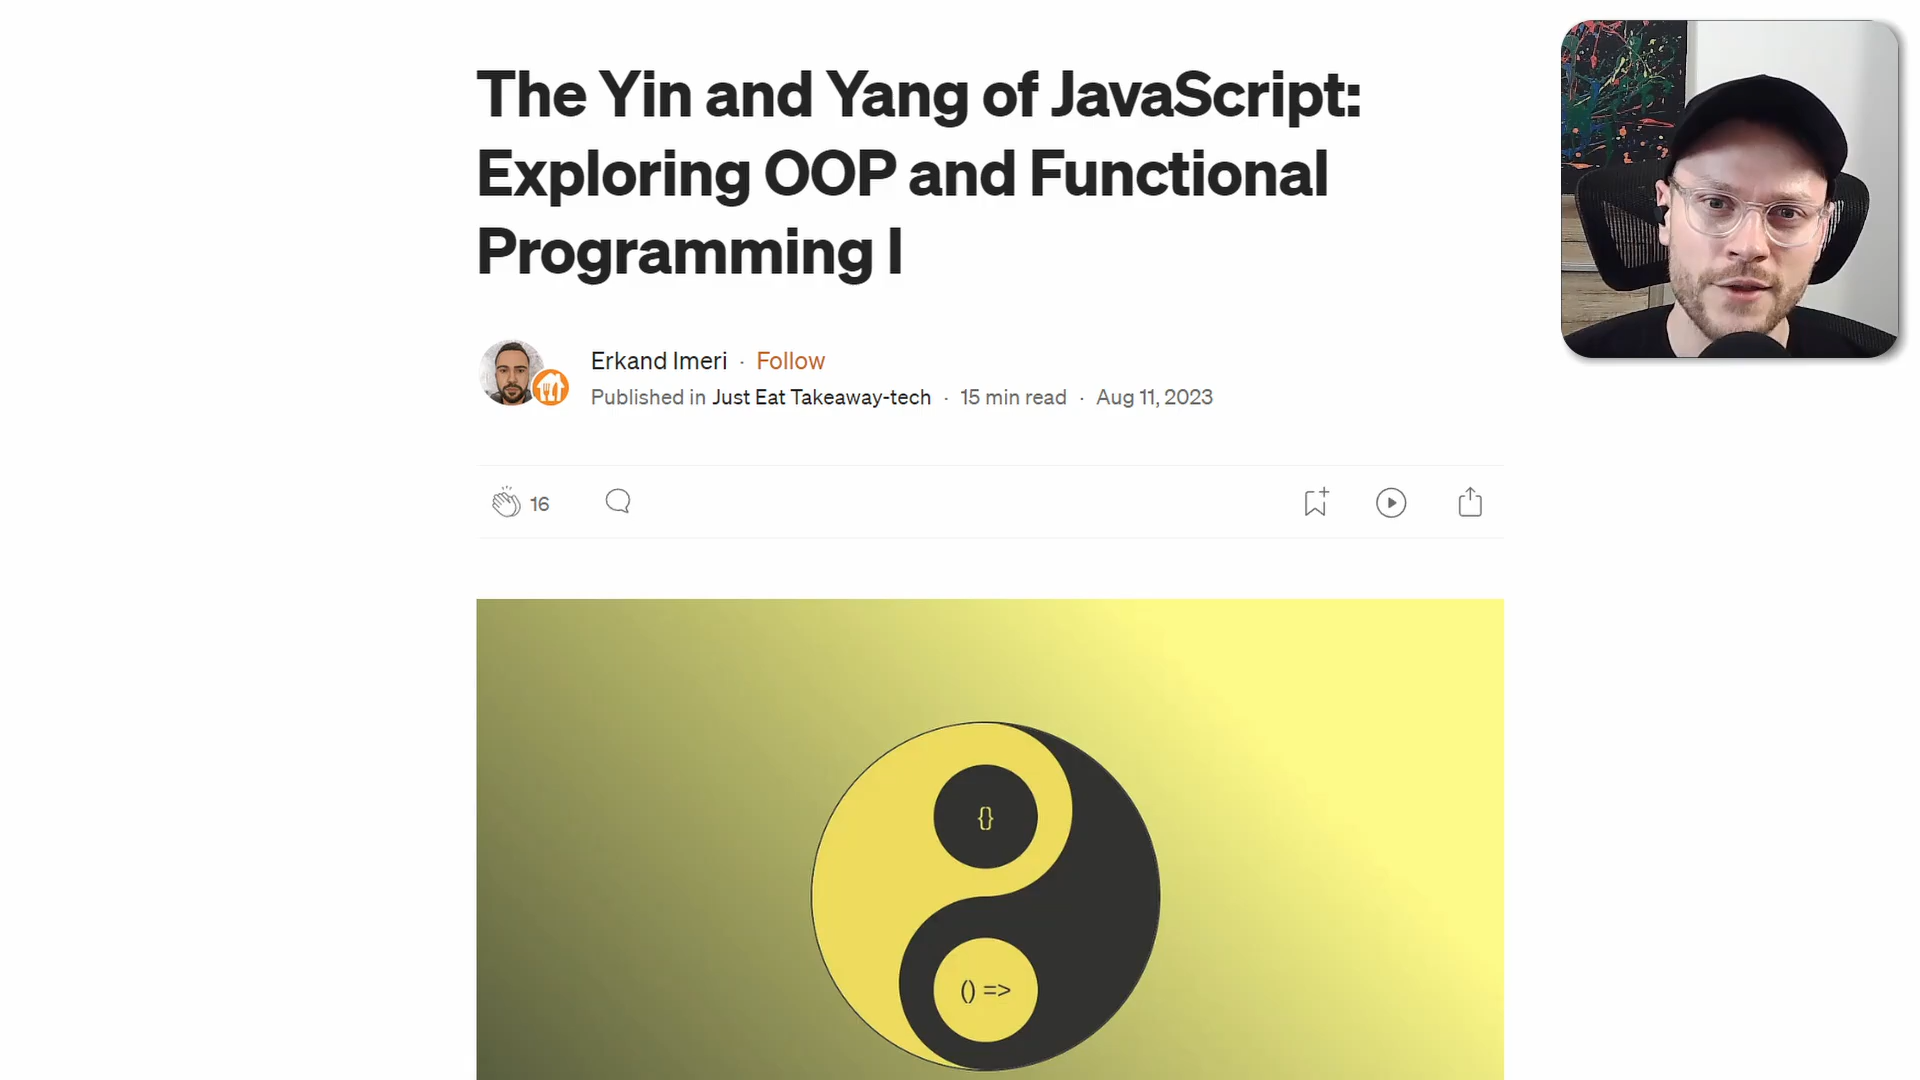 The Yin and Yang of JavaScript:
Exploring OOP and Functional
Programming I
Erkand Imeri · Follow
Published in Just Eat Takeaway-tech · 15 min read · Aug 11, 2023
16
{}
() =>